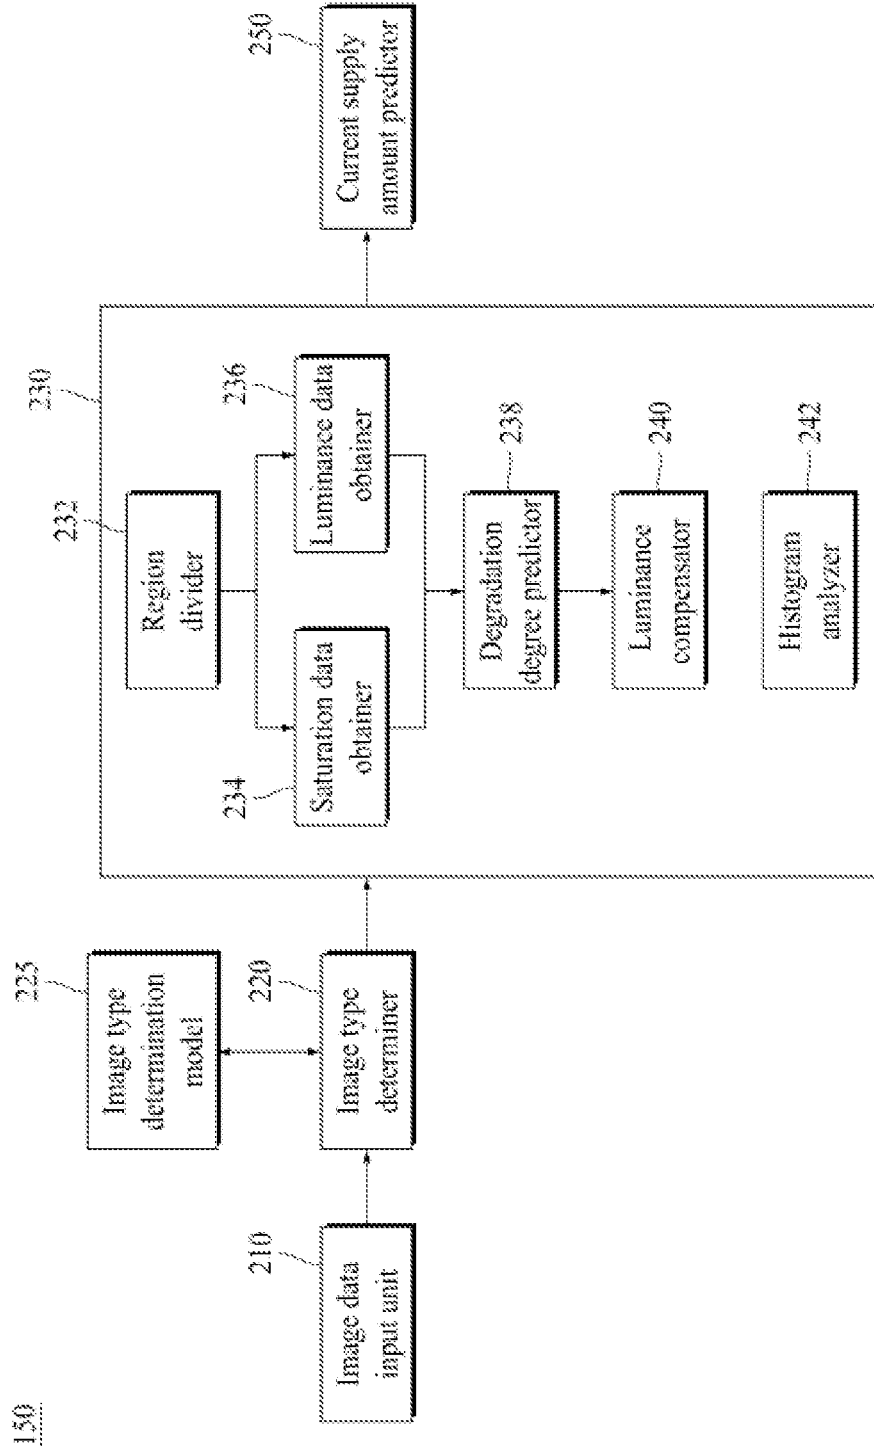 150
210
Image data
input unit
225
Image type
determination
model
220
Image type
determiner
230
232
Region
divider
234
Saturation data
obtainer
236
Luminance data
obtainer
238
Degradation
degree predictor
240
Luminance
compensator
242
Histogram
analyzer
250
Current supply
amount predictor